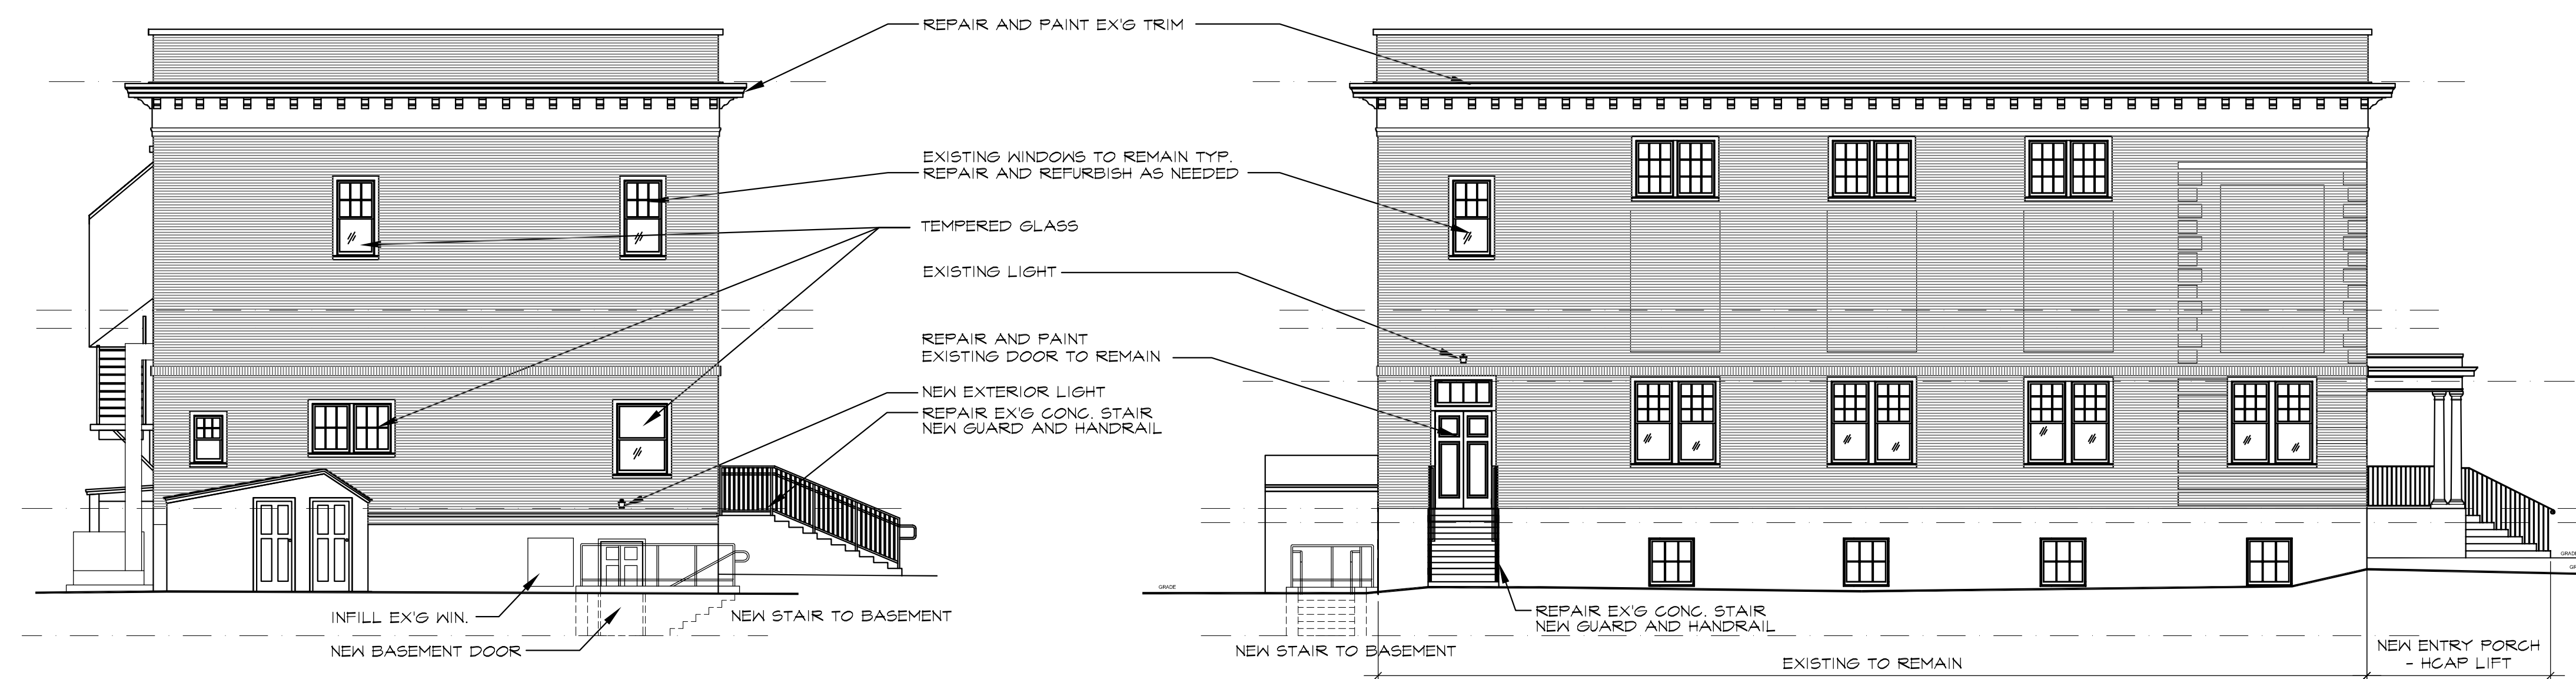 REPAIR AND PAINT EX'G TRIM
EXISTING WINDOWS TO REMAIN TYP.
REPAIR AND REFURBISH AS NEEDED
TEMPERED GLASS
EXISTING LIGHT
REPAIR AND PAINT
EXISTING DOOR TO REMAIN
NEW EXTERIOR LIGHT
REPAIR EX'G CONC. STAIR
NEW GUARD AND HANDRAIL
INFILL EX'G WIN.
NEW STAIR TO BASEMENT
NEW BASEMENT DOOR
GRADE
GRADE
REPAIR EX'G CONC. STAIR
NEW GUARD AND HANDRAIL
NEW STAIR TO BASEMENT
EXISTING TO REMAIN
NEW ENTRY PORCH
- HCAP LIFT